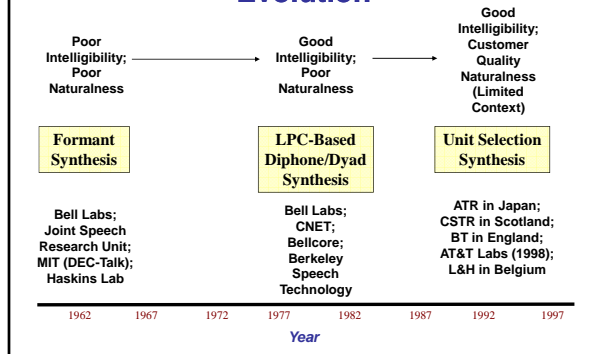 Evolution
Poor
Intelligibility;
Poor
Naturalness
Good
Intelligibility;
Poor
Naturalness
Good
Intelligibility;
Customer
Quality
Naturalness
(Limited
Context)
Formant
Synthesis
LPC-Based
Diphone/Dyad
Synthesis
Unit Selection
Synthesis
Bell Labs;
Joint Speech
Research Unit;
MIT (DEC-Talk);
Haskins Lab
Bell Labs;
CNET;
Bellcore;
Berkeley
Speech
Technology
ATR in Japan;
CSTR in Scotland;
BT in England;
AT&T Labs (1998);
L&H in Belgium
1962 1967 1972 1977 1982 1987 1992 1997
Year